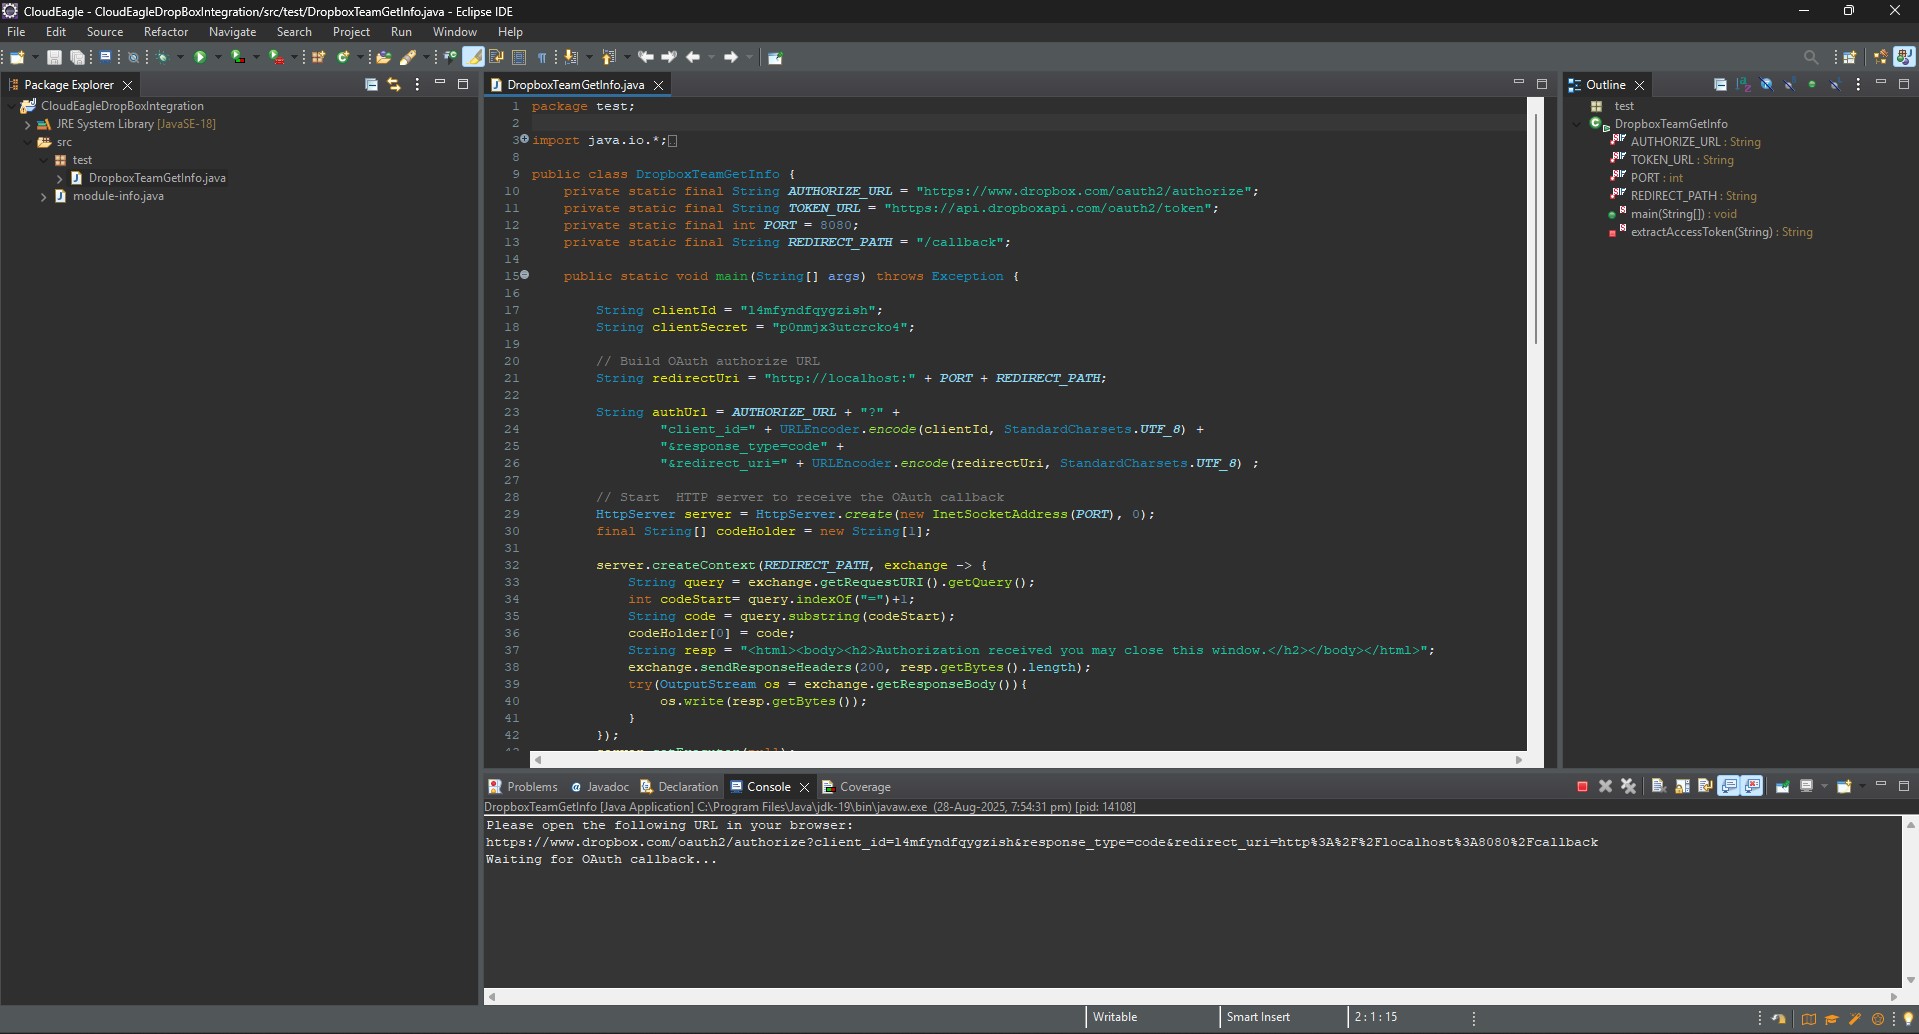 CloudEagle - CloudEagleDropBoxIntegration/src/test/DropboxTeamGetInfo.java - Eclipse IDE
File Edit Source Refactor Navigate Search Project Run Window Help
Package Explorer
CloudEagleDropBoxIntegration
JRE System Library [JavaSE-18]
src
test
DropboxTeamGetInfo.java
module-info.java
DropboxTeamGetInfo.java
1 package test;
2
3 import java.io.*;
8
9 public class DropboxTeamGetInfo {
10 private static final String AUTHORIZE_URL = "https://www.dropbox.com/oauth2/authorize";
11 private static final String TOKEN_URL = "https://api.dropboxapi.com/oauth2/token";
12 private static final int PORT = 8080;
13 private static final String REDIRECT_PATH = "/callback";
14
15 public static void main(String[] args) throws Exception {
16
17 String clientId = "l4mfyndfqygzish";
18 String clientSecret = "p0nmjx3utcrcko4";
19
20 // Build OAuth authorize URL
21 String redirectUri = "http://localhost:" + PORT + REDIRECT_PATH;
22
23 String authUrl = AUTHORIZE_URL + "?" +
24 "client_id=" + URLEncoder.encode(clientId, StandardCharsets.UTF_8) +
25 "&response_type=code" +
26 "&redirect_uri=" + URLEncoder.encode(redirectUri, StandardCharsets.UTF_8) ;
27
28 // Start HTTP server to receive the OAuth callback
29 HttpServer server = HttpServer.create(new InetSocketAddress(PORT), 0);
30 final String[] codeHolder = new String[1];
31
32 server.createContext(REDIRECT_PATH, exchange -> {
33 String query = exchange.getRequestURI().getQuery();
34 int codeStart= query.indexOf("=")+1;
35 String code = query.substring(codeStart);
36 codeHolder[0] = code;
37 String resp = "<html><body><h2>Authorization received you may close this window.</h2></body></html>";
38 exchange.sendResponseHeaders(200, resp.getBytes().length);
39 try(OutputStream os = exchange.getResponseBody()){
40 os.write(resp.getBytes());
41 }
42 });
Outline
test
DropboxTeamGetInfo
AUTHORIZE_URL : String
TOKEN_URL : String
PORT : int
REDIRECT_PATH : String
main(String[]) : void
extractAccessToken(String) : String
Problems Javadoc Declaration Console Coverage
DropboxTeamGetInfo [Java Application] C:\Program Files\Java\jdk-19\bin\javaw.exe (28-Aug-2025, 7:54:31 pm) [pid: 14108]
Please open the following URL in your browser:
https://www.dropbox.com/oauth2/authorize?client_id=l4mfyndfqygzish&response_type=code&redirect_uri=http%3A%2F%2Flocalhost%3A8080%2Fcallback
Waiting for OAuth callback...
Writable Smart Insert 2 : 1 : 15